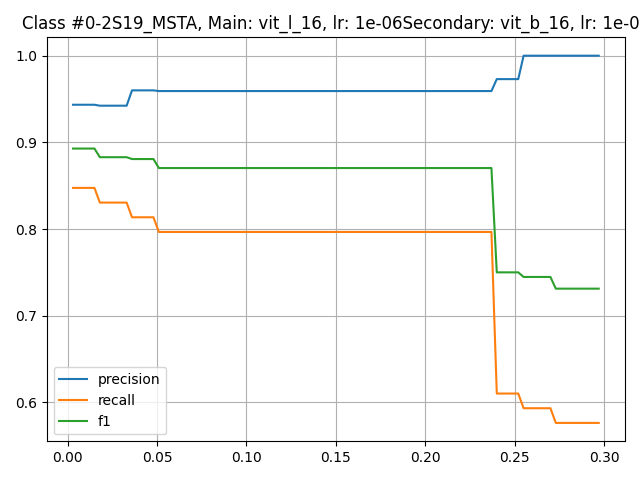 Class #0-2S19_MSTA, Main: vit_l_16, lr: 1e-06Secondary: vit_b_16, lr: 1e-0
1.0
0.9
0.8
0.7
0.6
precision
recall
f1
0.00 0.05 0.10 0.15 0.20 0.25 0.30